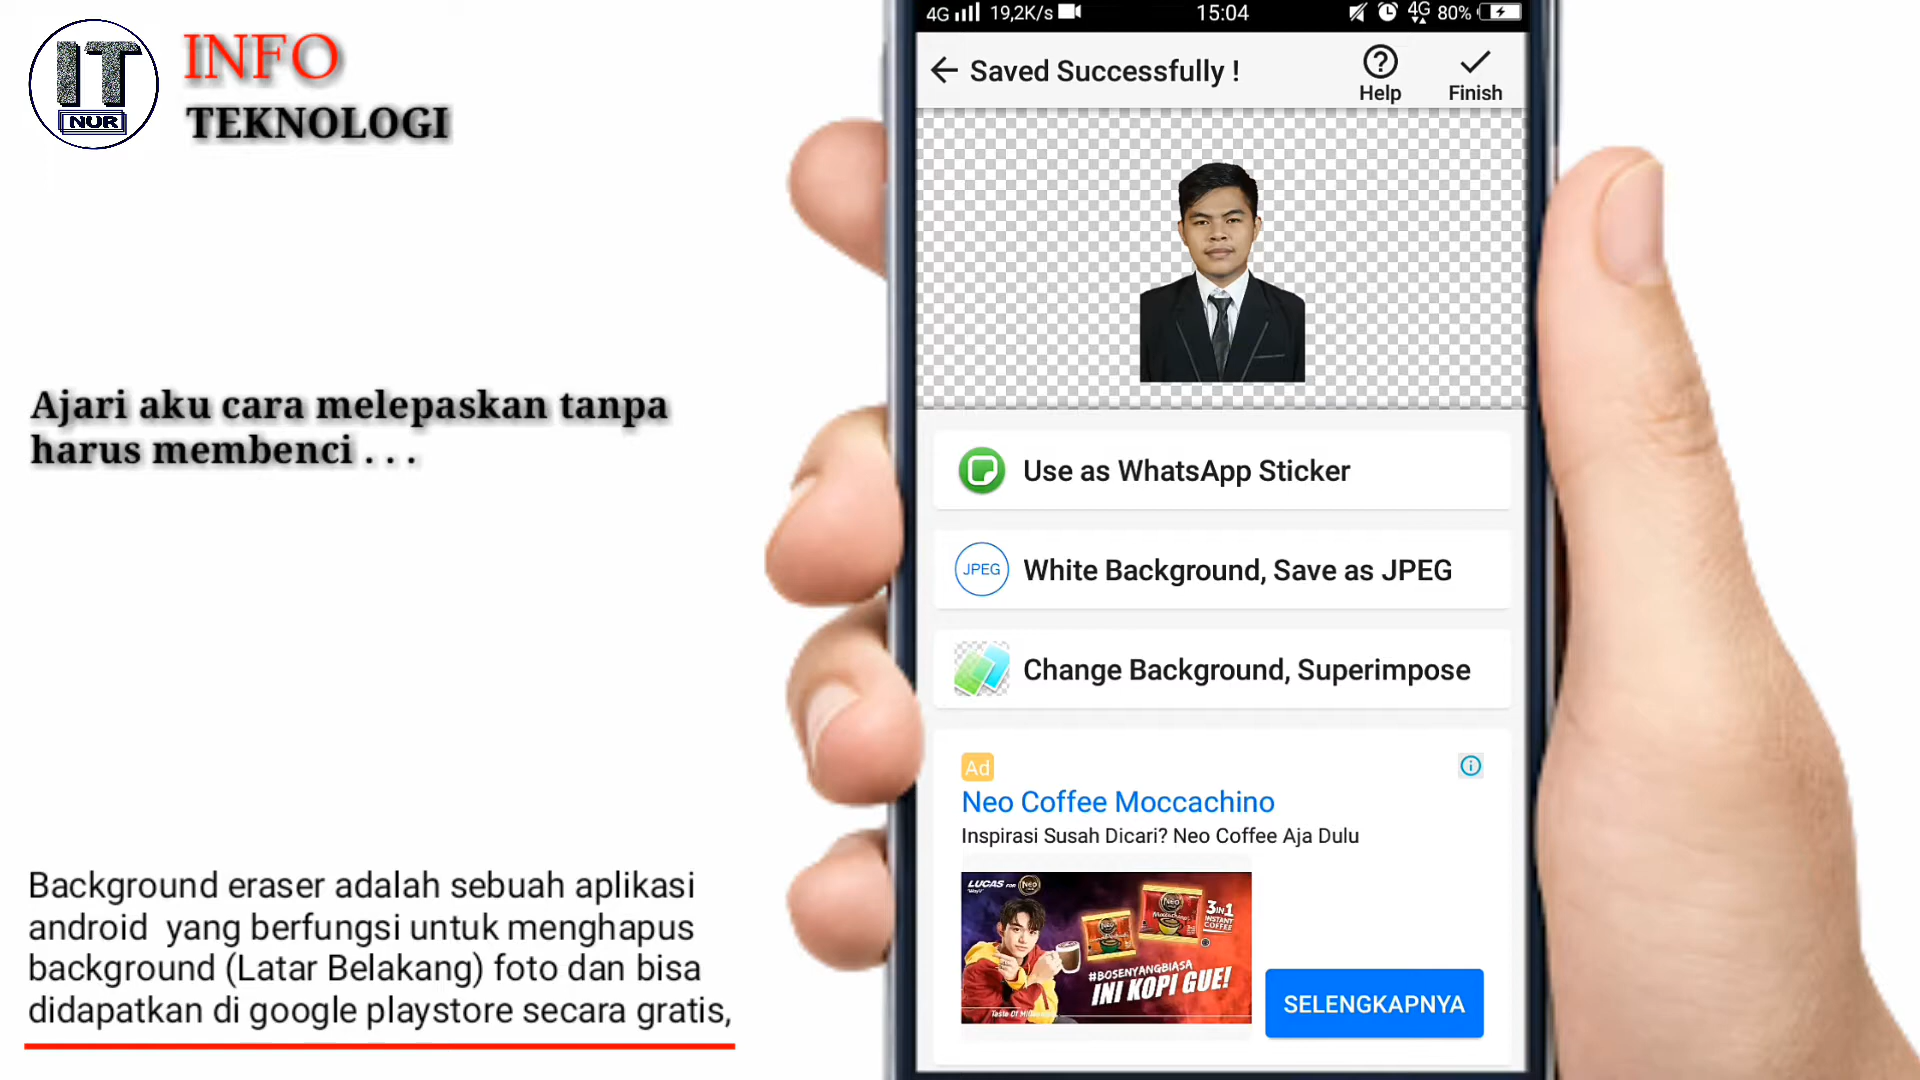 IT
NUR
INFO
TEKNOLOGI
Ajari aku cara melepaskan tanpa
harus membenci . . .
Background eraser adalah sebuah aplikasi
android  yang berfungsi untuk menghapus
background (Latar Belakang) foto dan bisa
didapatkan di google playstore secara gratis,
4G 19,2K/s 15:04 4G 80%
Saved Successfully !
Help
Finish
Use as WhatsApp Sticker
JPEG
White Background, Save as JPEG
Change Background, Superimpose
Ad
Neo Coffee Moccachino
Inspirasi Susah Dicari? Neo Coffee Aja Dulu
LUCAS FOR Neo
Neo
Moccachino
3IN1
INSTANT
COFFEE
#BOSENYANGBIASA
INI KOPI GUE!
SELENGKAPNYA